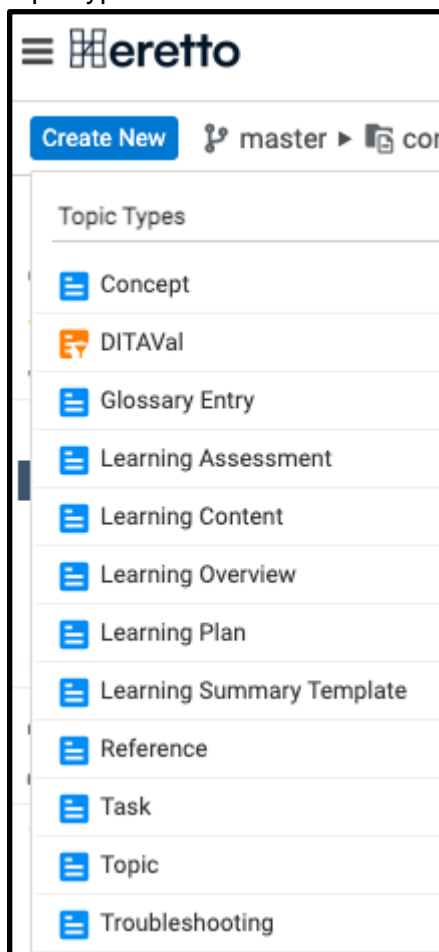 Heretto
Create New master
Topic Types
Concept
DITAVal
Glossary Entry
Learning Assessment
Learning Content
Learning Overview
Learning Plan
Learning Summary Template
Reference
Task
Topic
Troubleshooting